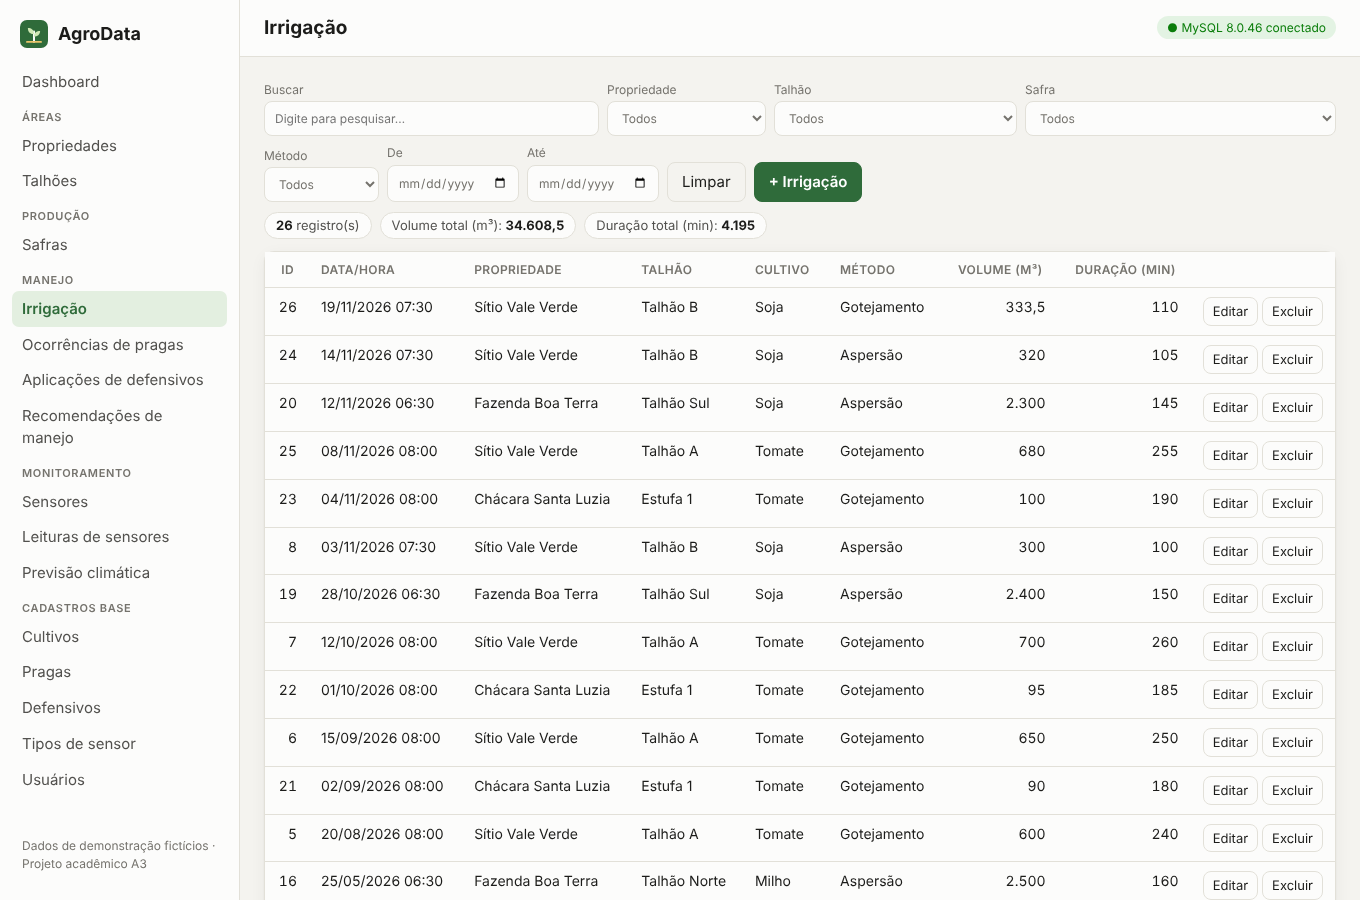 AgroData
Dashboard
ÁREAS
Propriedades
Talhões
PRODUÇÃO
Safras
MANEJO
Irrigação
Ocorrências de pragas
Aplicações de defensivos
Recomendações de
manejo
MONITORAMENTO
Sensores
Leituras de sensores
Previsão climática
CADASTROS BASE
Cultivos
Pragas
Defensivos
Tipos de sensor
Usuários
Dados de demonstração fictícios ·
Projeto acadêmico A3
Irrigação
MySQL 8.0.46 conectado
Buscar Propriedade Talhão Safra
Digite para pesquisar... Todos Todos Todos
Método De Até
Todos mm/dd/yyyy mm/dd/yyyy Limpar + Irrigação
26 registro(s) Volume total (m³): 34.608,5 Duração total (min): 4.195
ID DATA/HORA PROPRIEDADE TALHÃO CULTIVO MÉTODO VOLUME (M³) DURAÇÃO (MIN)
26 19/11/2026 07:30 Sítio Vale Verde Talhão B Soja Gotejamento 333,5 110 Editar Excluir
24 14/11/2026 07:30 Sítio Vale Verde Talhão B Soja Aspersão 320 105 Editar Excluir
20 12/11/2026 06:30 Fazenda Boa Terra Talhão Sul Soja Aspersão 2.300 145 Editar Excluir
25 08/11/2026 08:00 Sítio Vale Verde Talhão A Tomate Gotejamento 680 255 Editar Excluir
23 04/11/2026 08:00 Chácara Santa Luzia Estufa 1 Tomate Gotejamento 100 190 Editar Excluir
8 03/11/2026 07:30 Sítio Vale Verde Talhão B Soja Aspersão 300 100 Editar Excluir
19 28/10/2026 06:30 Fazenda Boa Terra Talhão Sul Soja Aspersão 2.400 150 Editar Excluir
7 12/10/2026 08:00 Sítio Vale Verde Talhão A Tomate Gotejamento 700 260 Editar Excluir
22 01/10/2026 08:00 Chácara Santa Luzia Estufa 1 Tomate Gotejamento 95 185 Editar Excluir
6 15/09/2026 08:00 Sítio Vale Verde Talhão A Tomate Gotejamento 650 250 Editar Excluir
21 02/09/2026 08:00 Chácara Santa Luzia Estufa 1 Tomate Gotejamento 90 180 Editar Excluir
5 20/08/2026 08:00 Sítio Vale Verde Talhão A Tomate Gotejamento 600 240 Editar Excluir
16 25/05/2026 06:30 Fazenda Boa Terra Talhão Norte Milho Aspersão 2.500 160 Editar Excluir